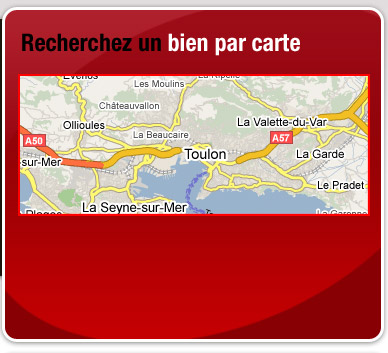 Recherchez un bien par carte
Evenos
Les Moulins
La Ripelle
Châteauvallon
Ollioules
La Valette-du-Var
La Beaucaire
A50
A57
Toulon
La Garde
sur-Mer
Le Pradet
La Seyne-sur-Mer
La Garonne